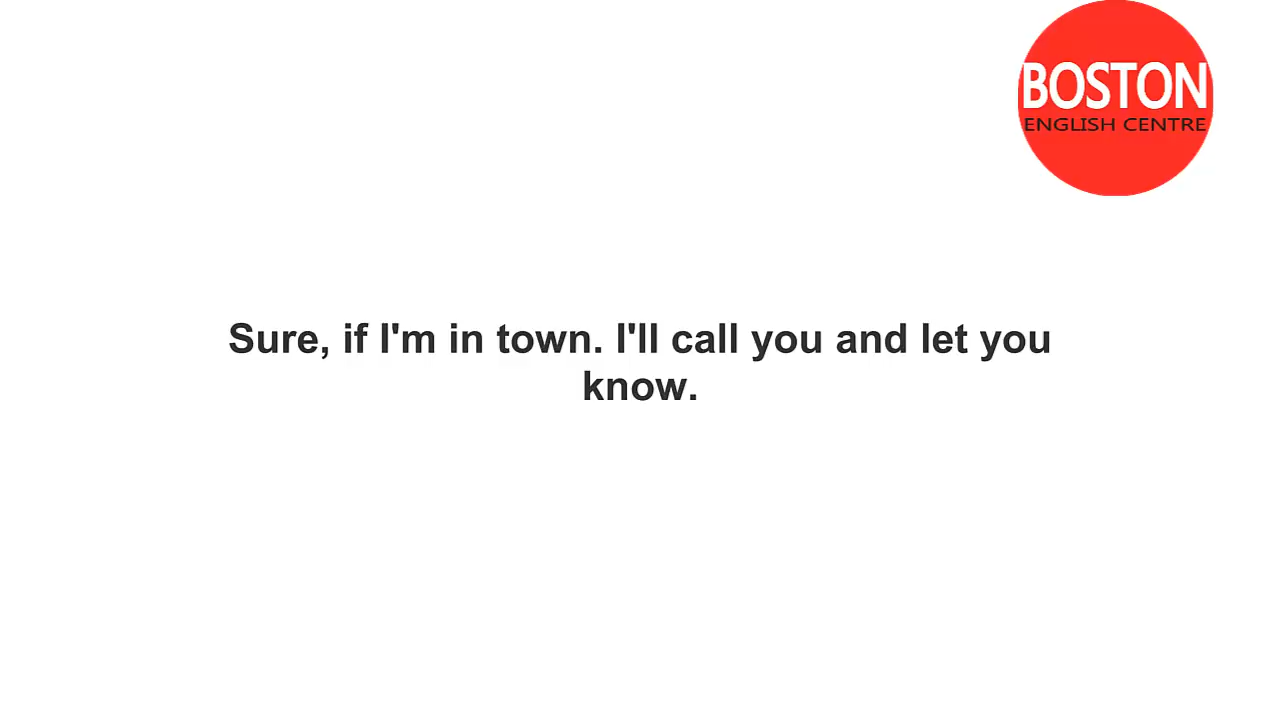 BOSTON
ENGLISH CENTRE
Sure, if I'm in town. I'll call you and let you
know.